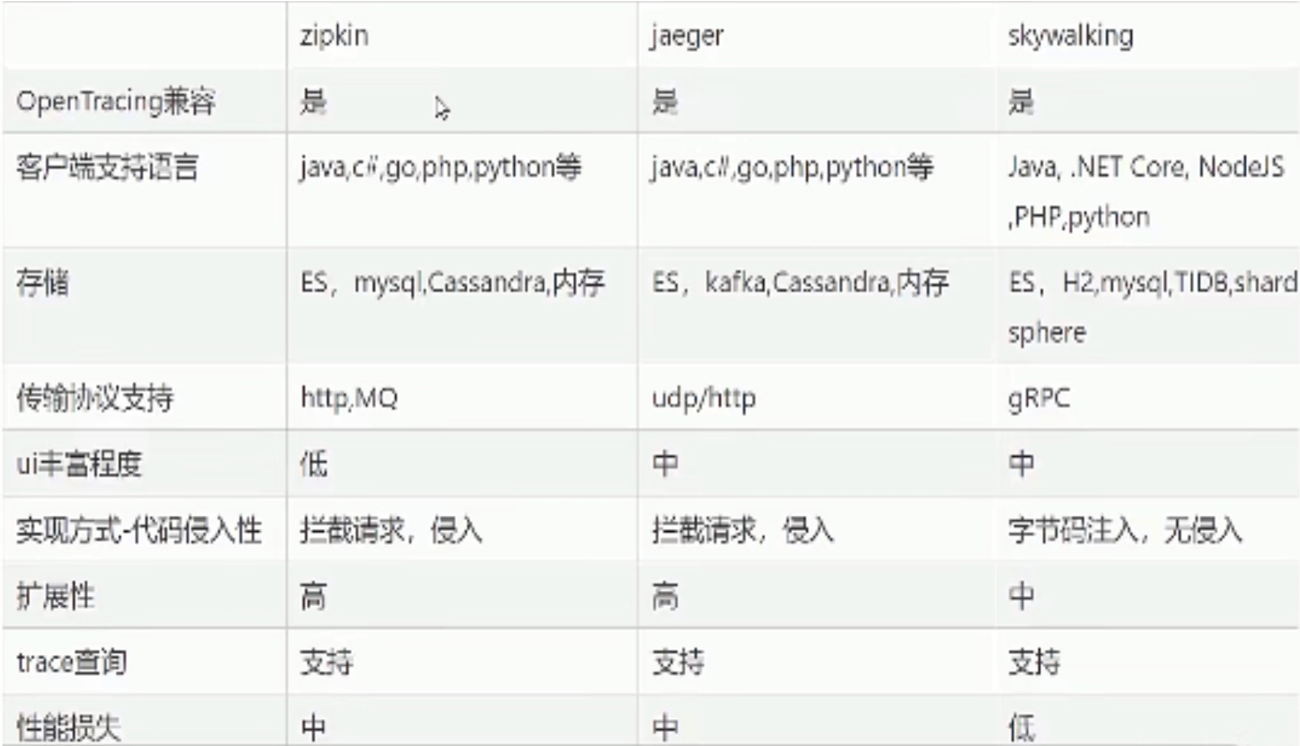 zipkin jaeger skywalking
OpenTracing兼容 是 是 是
客户端支持语言 java,c#,go,php,python等 java,c#,go,php,python等 Java, .NET Core, NodeJS
,PHP,python
存储 ES，mysql,Cassandra,内存 ES，kafka,Cassandra,内存 ES，H2,mysql,TIDB,shard
sphere
传输协议支持 http,MQ udp/http gRPC
ui丰富程度 低 中 中
实现方式-代码侵入性 拦截请求，侵入 拦截请求，侵入 字节码注入，无侵入
扩展性 高 高 中
trace查询 支持 支持 支持
性能损失 中 中 低